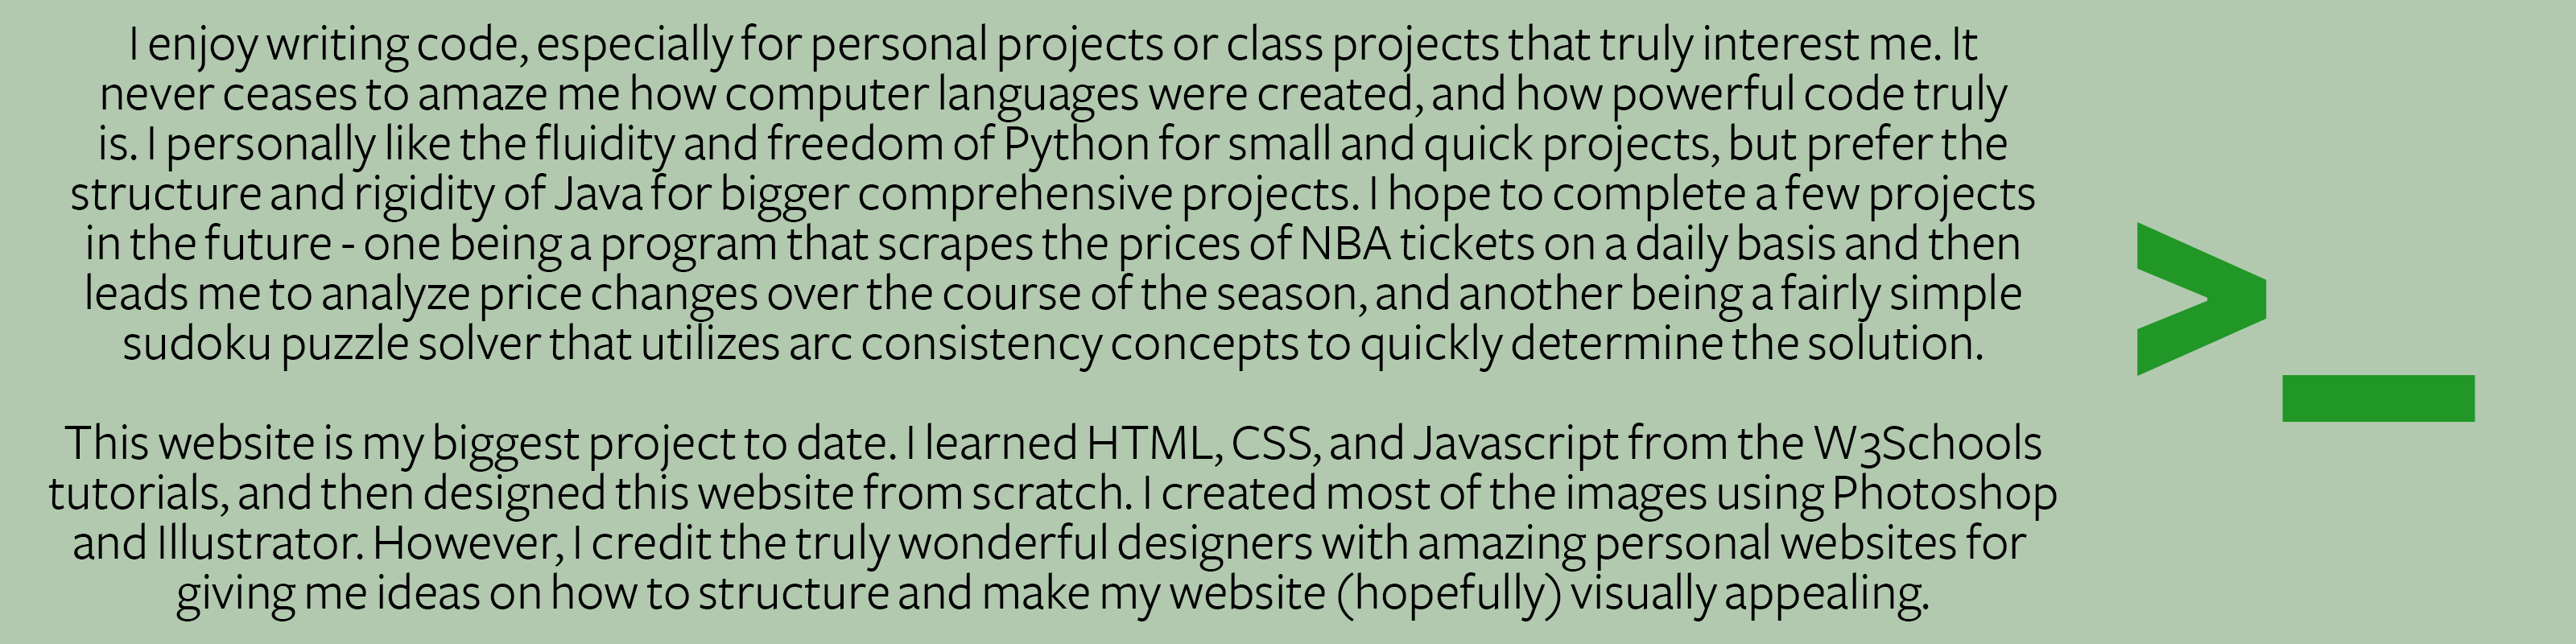 I enjoy writing code, especially for personal projects or class projects that truly interest me. It
never ceases to amaze me how computer languages were created, and how powerful code truly
is. I personally like the fluidity and freedom of Python for small and quick projects, but prefer the
structure and rigidity of Java for bigger comprehensive projects. I hope to complete a few projects
in the future - one being a program that scrapes the prices of NBA tickets on a daily basis and then
leads me to analyze price changes over the course of the season, and another being a fairly simple
sudoku puzzle solver that utilizes arc consistency concepts to quickly determine the solution.
This website is my biggest project to date. I learned HTML, CSS, and Javascript from the W3Schools
tutorials, and then designed this website from scratch. I created most of the images using Photoshop
and Illustrator. However, I credit the truly wonderful designers with amazing personal websites for
giving me ideas on how to structure and make my website (hopefully) visually appealing.
>_